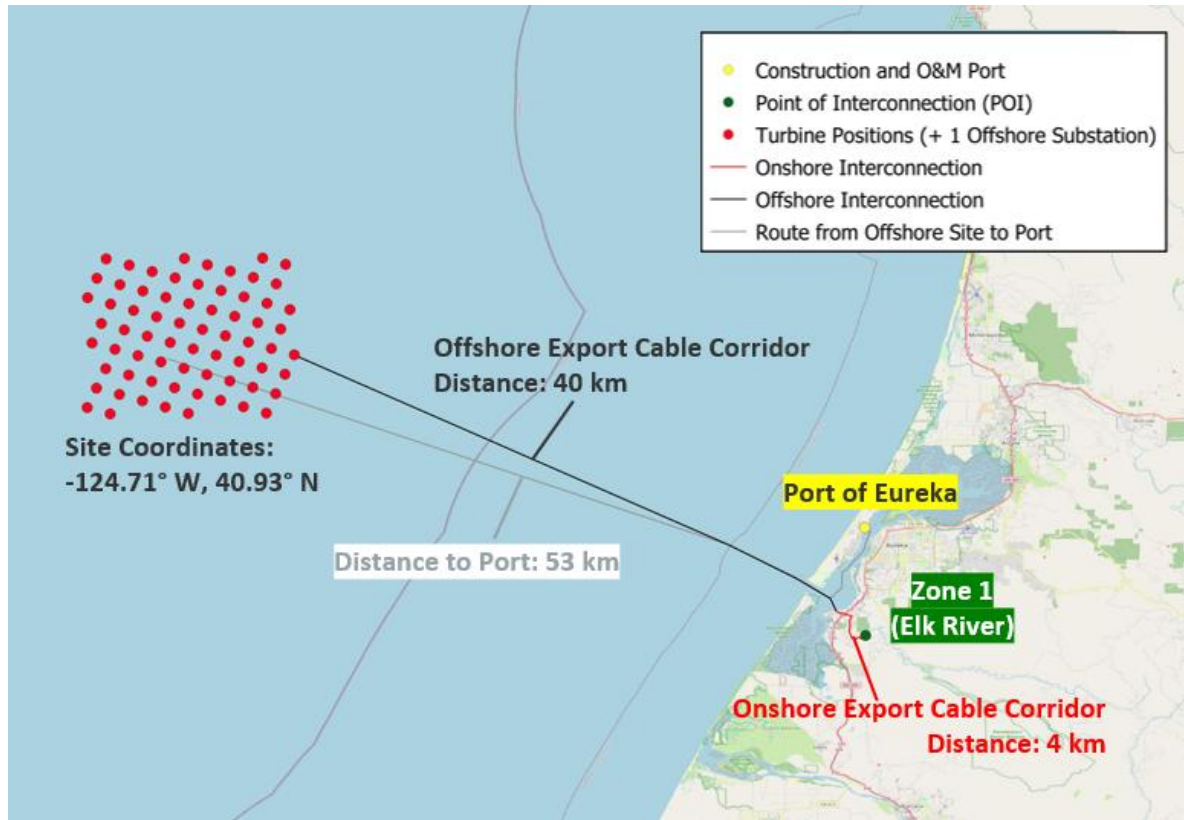 Construction and O&M Port
Point of Interconnection (POI)
Turbine Positions (+ 1 Offshore Substation)
Onshore Interconnection
Offshore Interconnection
Route from Offshore Site to Port
Offshore Export Cable Corridor
Distance: 40 km
Site Coordinates:
-124.71° W, 40.93° N
Port of Eureka
Distance to Port: 53 km
Zone 1
(Elk River)
Onshore Export Cable Corridor
Distance: 4 km